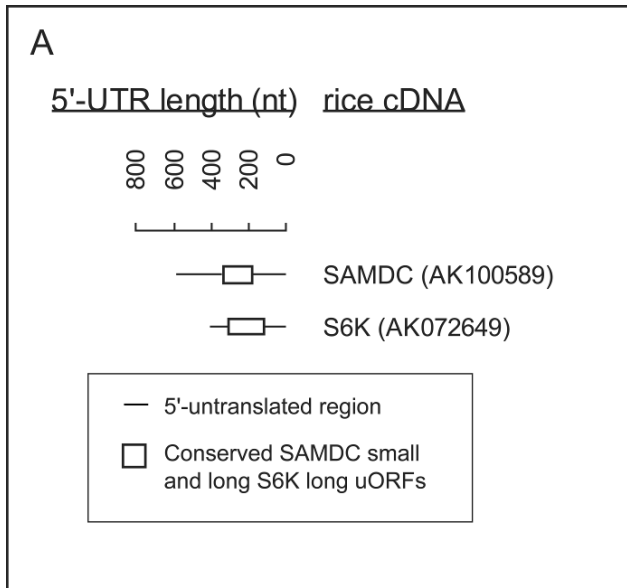 A
5'-UTR length (nt) rice cDNA
800 600 400 200 0
SAMDC (AK100589)
S6K (AK072649)
5'-untranslated region
Conserved SAMDC small
and long S6K long uORFs